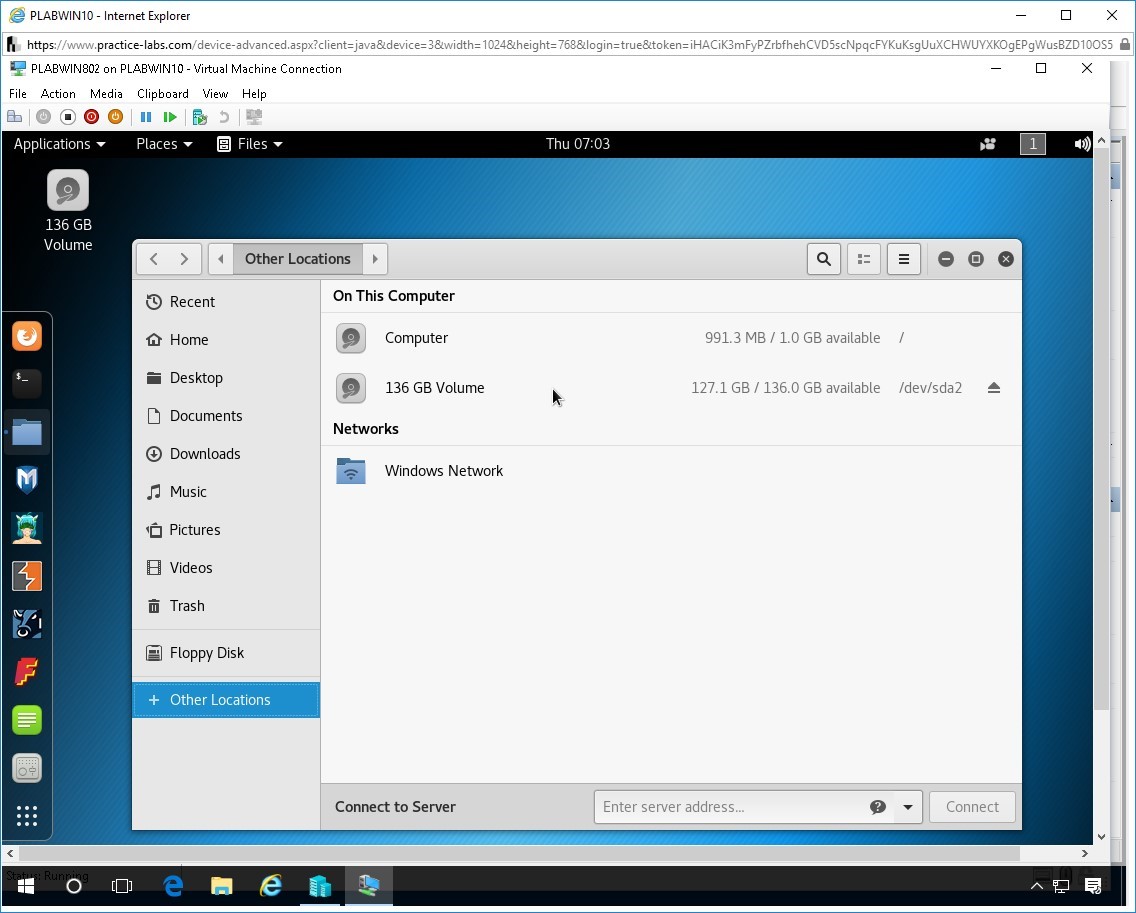 PLABWIN10 - Internet Explorer
https://www.practice-labs.com/device-advanced.aspx?client=java&device=3&width=1024&height=768&login=true&token=iHACiK3mFyPZrbfhehCVD5scNpqcFYKuKsgUuXCHWUYXKOgEPgWusBZD10OS5
PLABWIN802 on PLABWIN10 - Virtual Machine Connection
File Action Media Clipboard View Help
Applications Places Files Thu 07:03 1
136 GB
Volume
Other Locations
Recent
Home
Desktop
Documents
Downloads
Music
Pictures
Videos
Trash
Floppy Disk
+ Other Locations
On This Computer
Computer 991.3 MB / 1.0 GB available /
136 GB Volume 127.1 GB / 136.0 GB available /dev/sda2
Networks
Windows Network
Connect to Server Enter server address... ? Connect
Status: Running